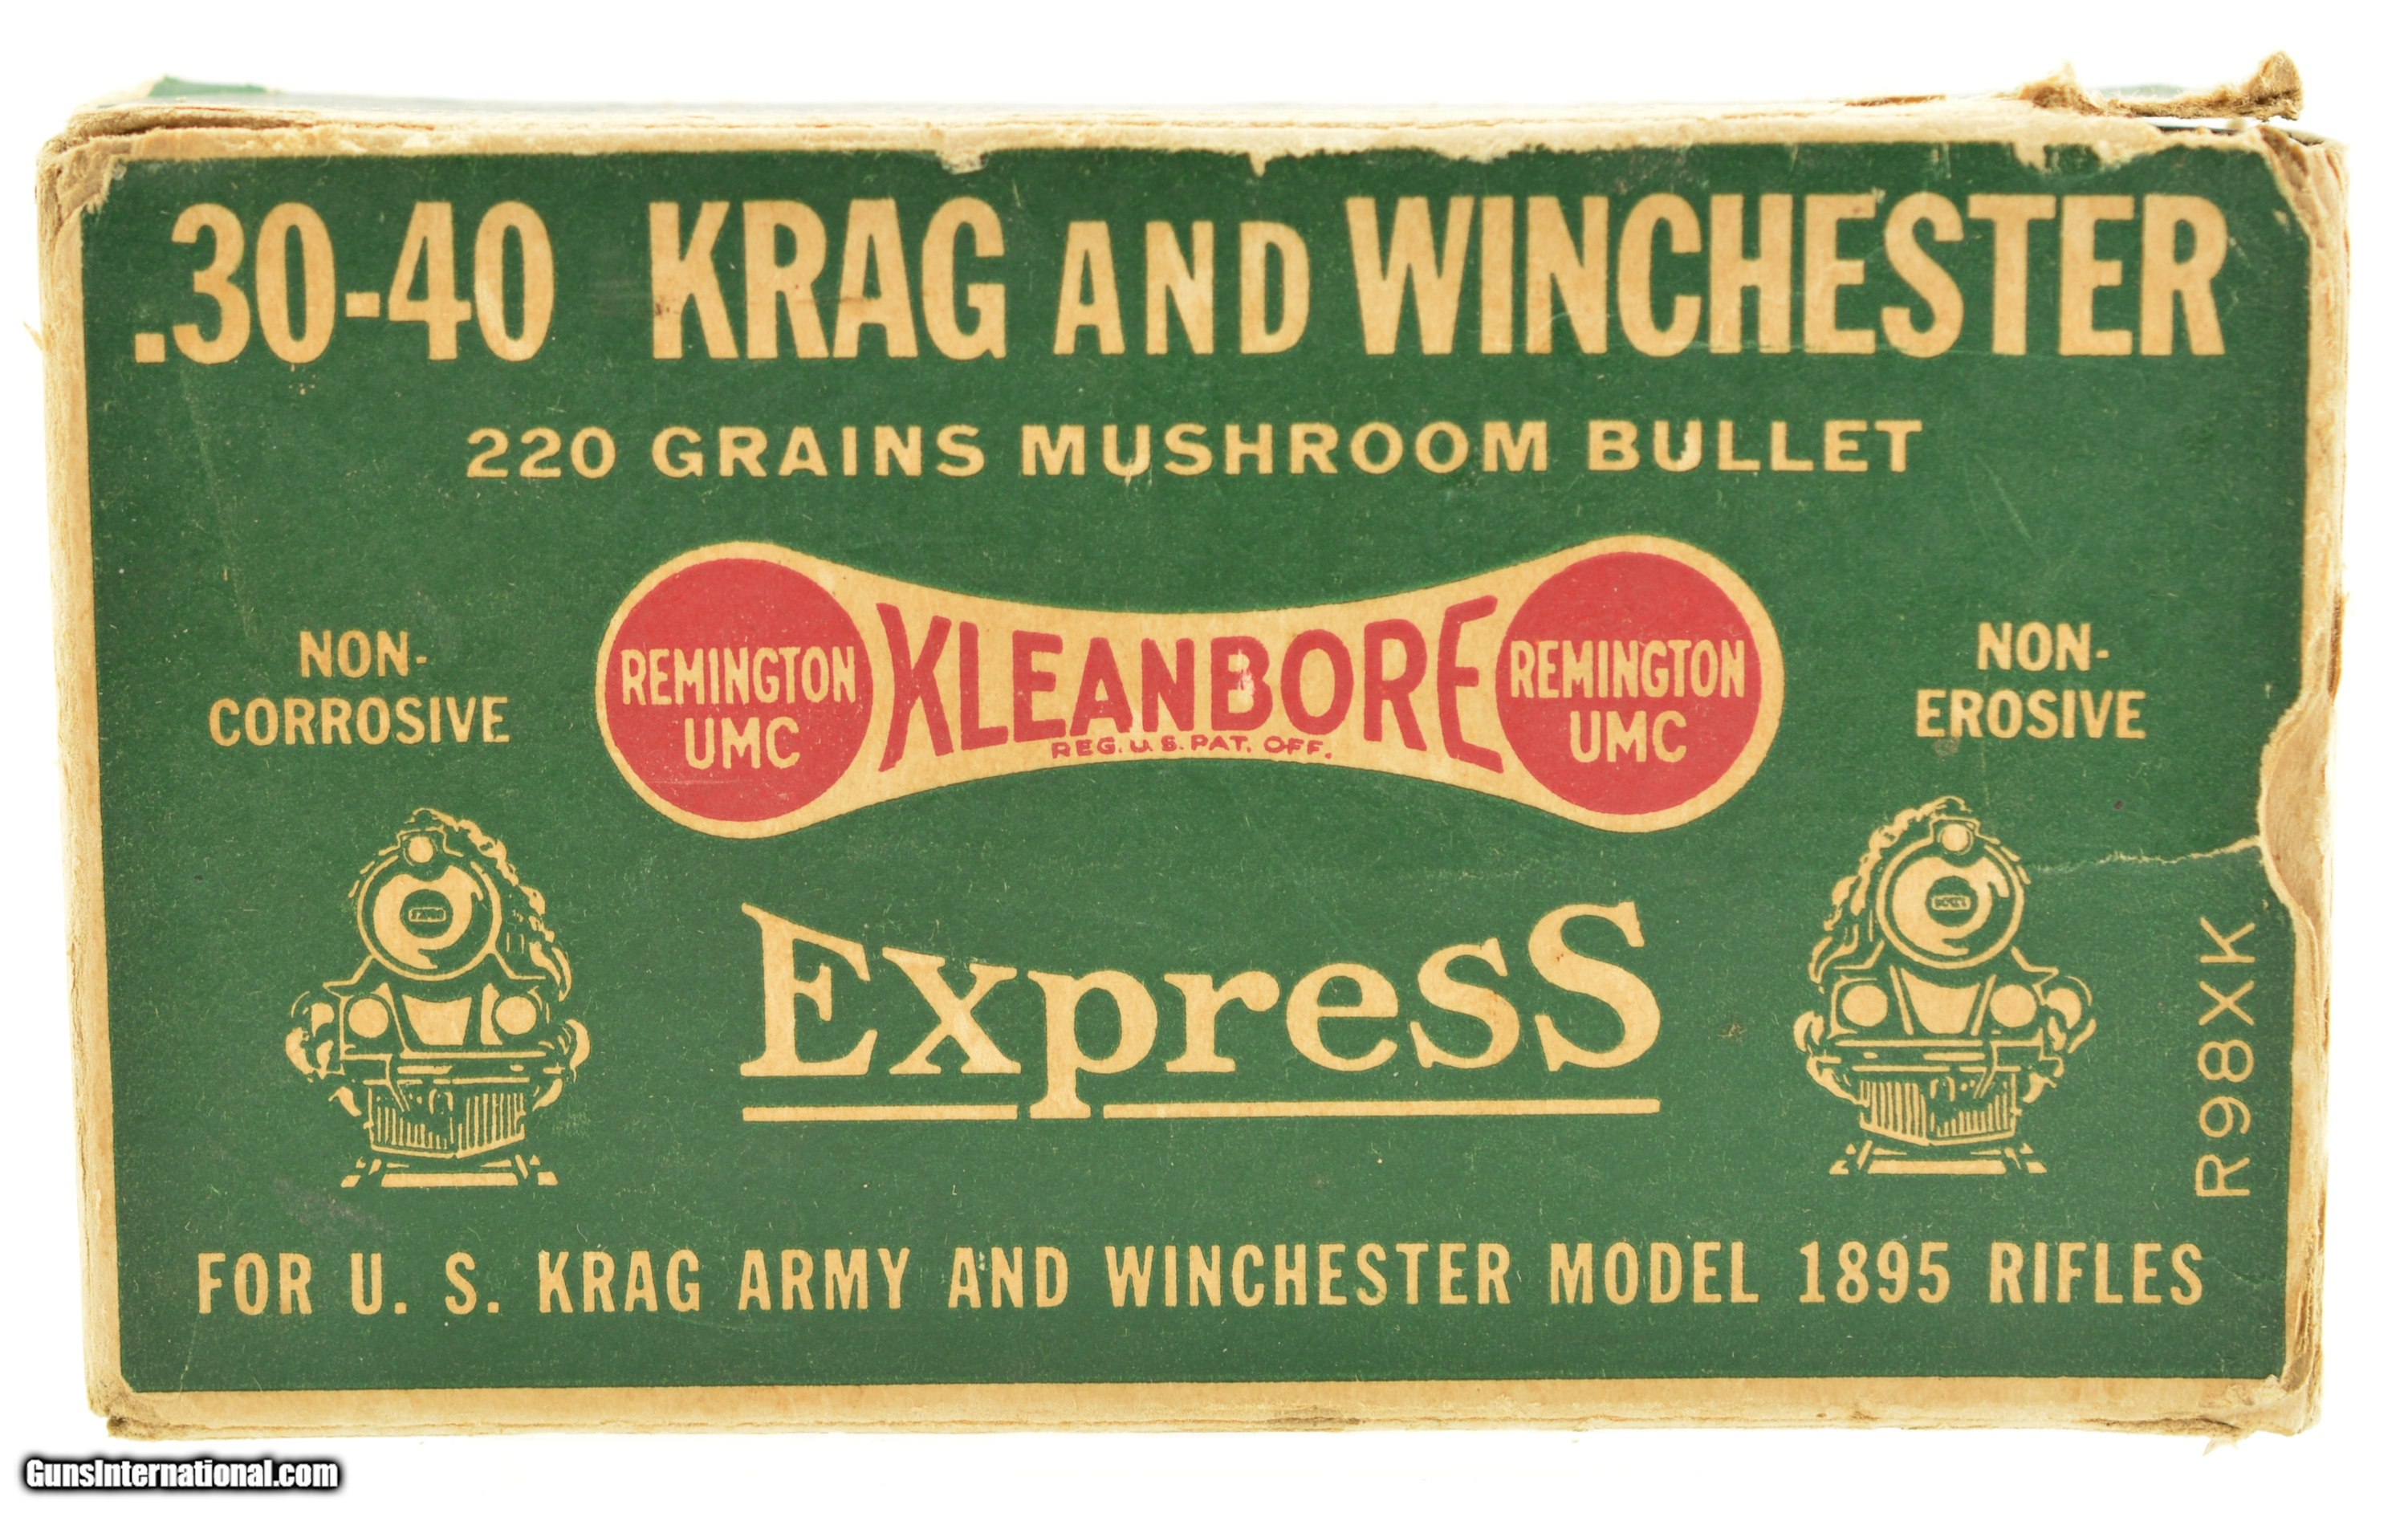 .30-40 KRAG AND WINCHESTER
220 GRAINS MUSHROOM BULLET
NON-
CORROSIVE
REMINGTON
UMC
KLEANBORE
REG. U. S. PAT. OFF.
REMINGTON
UMC
NON-
EROSIVE
Express
R98XK
FOR U. S. KRAG ARMY AND WINCHESTER MODEL 1895 RIFLES
GunsInternational.com